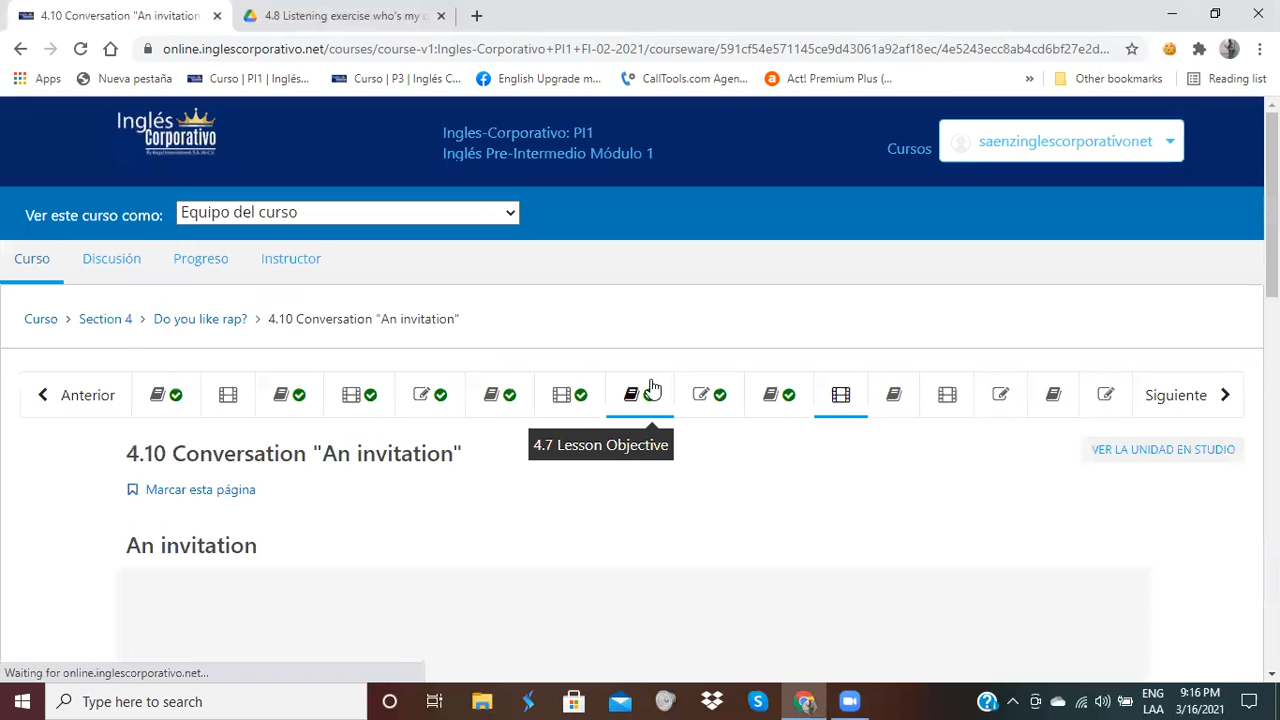 4.10 Conversation "An invitation
4.8 Listening exercise who's my c
online.inglescorporativo.net/courses/course-v1:Ingles-Corporativo+PI1+FI-02-2021/courseware/591cf54e571145ce9d43061a92af18ec/4e5243ecc8ab4cd6bf27e2d...
Apps
Nueva pestaña
Curso | PI1 | Inglés...
Curso | P3 | Inglés C...
English Upgrade m...
CallTools.com Agen...
Act! Premium Plus (...
»
Other bookmarks
Reading list
Inglés
Corporativo
Ingles-Corporativo: PI1
Inglés Pre-Intermedio Módulo 1
Cursos
saenzinglescorporativonet
Ver este curso como:
Equipo del curso
Curso
Discusión
Progreso
Instructor
Curso > Section 4 > Do you like rap? > 4.10 Conversation "An invitation"
Anterior
Siguiente
4.7 Lesson Objective
4.10 Conversation "An invitation"
VER LA UNIDAD EN STUDIO
Marcar esta página
An invitation
Waiting for online.inglescorporativo.net...
Type here to search
ENG
LAA
9:16 PM
3/16/2021